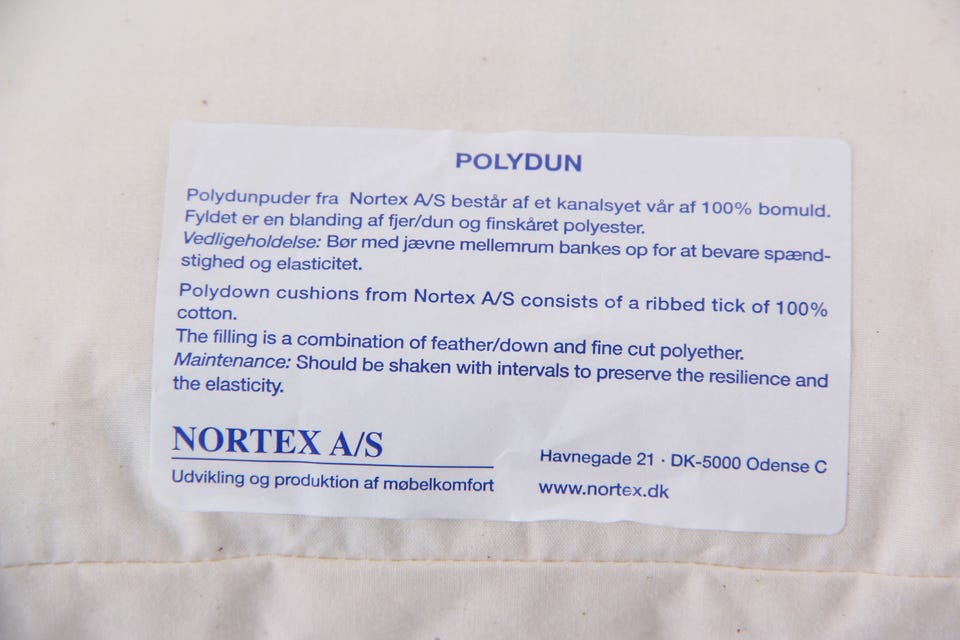 POLYDUN
Polydunpuder fra Nortex A/S består af et kanalsyet vår af 100% bomuld.
Fyldet er en blanding af fjer/dun og finskåret polyester.
Vedligeholdelse: Bør med jævne mellemrum bankes op for at bevare spænd-
stighed og elasticitet.
Polydown cushions from Nortex A/S consists of a ribbed tick of 100%
cotton.
The filling is a combination of feather/down and fine cut polyether.
Maintenance: Should be shaken with intervals to preserve the resilience and
the elasticity.
NORTEX A/S
Udvikling og produktion af møbelkomfort
Havnegade 21 · DK-5000 Odense C
www.nortex.dk